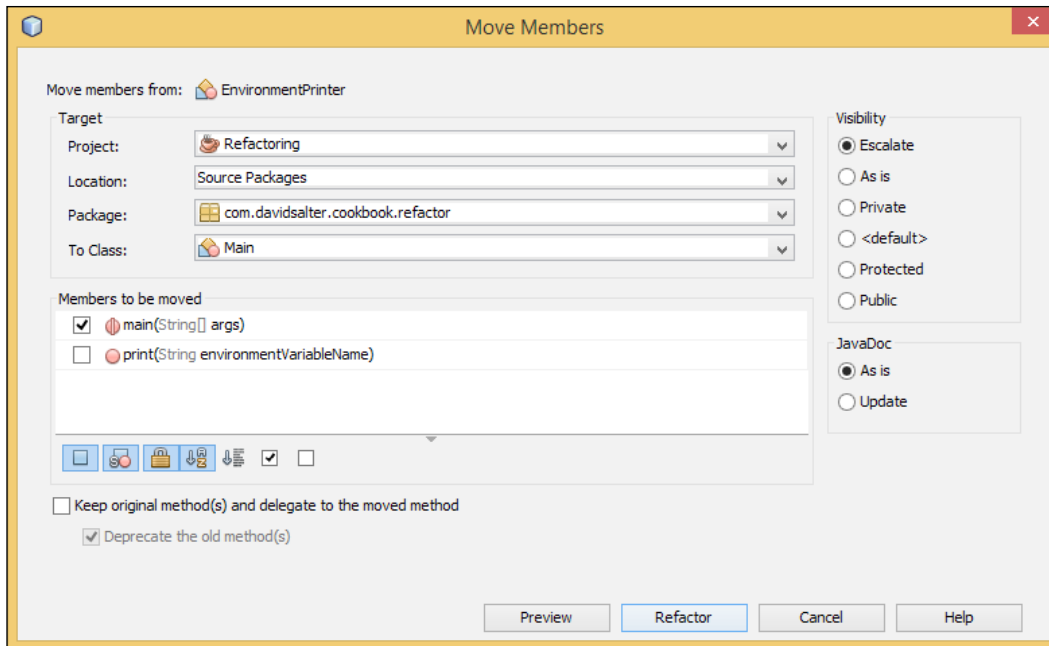 Move Members
Move members from: EnvironmentPrinter
Target
Project: Refactoring
Location: Source Packages
Package: com.davidsalter.cookbook.refactor
To Class: Main
Members to be moved
main(String[] args)
print(String environmentVariableName)
Keep original method(s) and delegate to the moved method
Deprecate the old method(s)
Visibility
Escalate
As is
Private
<default>
Protected
Public
JavaDoc
As is
Update
Preview Refactor Cancel Help